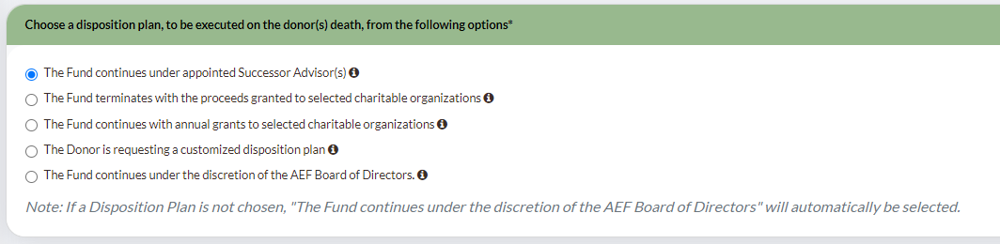 Choose a disposition plan, to be executed on the donor(s) death, from the following options*
The Fund continues under appointed Successor Advisor(s)
The Fund terminates with the proceeds granted to selected charitable organizations
The Fund continues with annual grants to selected charitable organizations
The Donor is requesting a customized disposition plan
The Fund continues under the discretion of the AEF Board of Directors.
Note: If a Disposition Plan is not chosen, "The Fund continues under the discretion of the AEF Board of Directors" will automatically be selected.